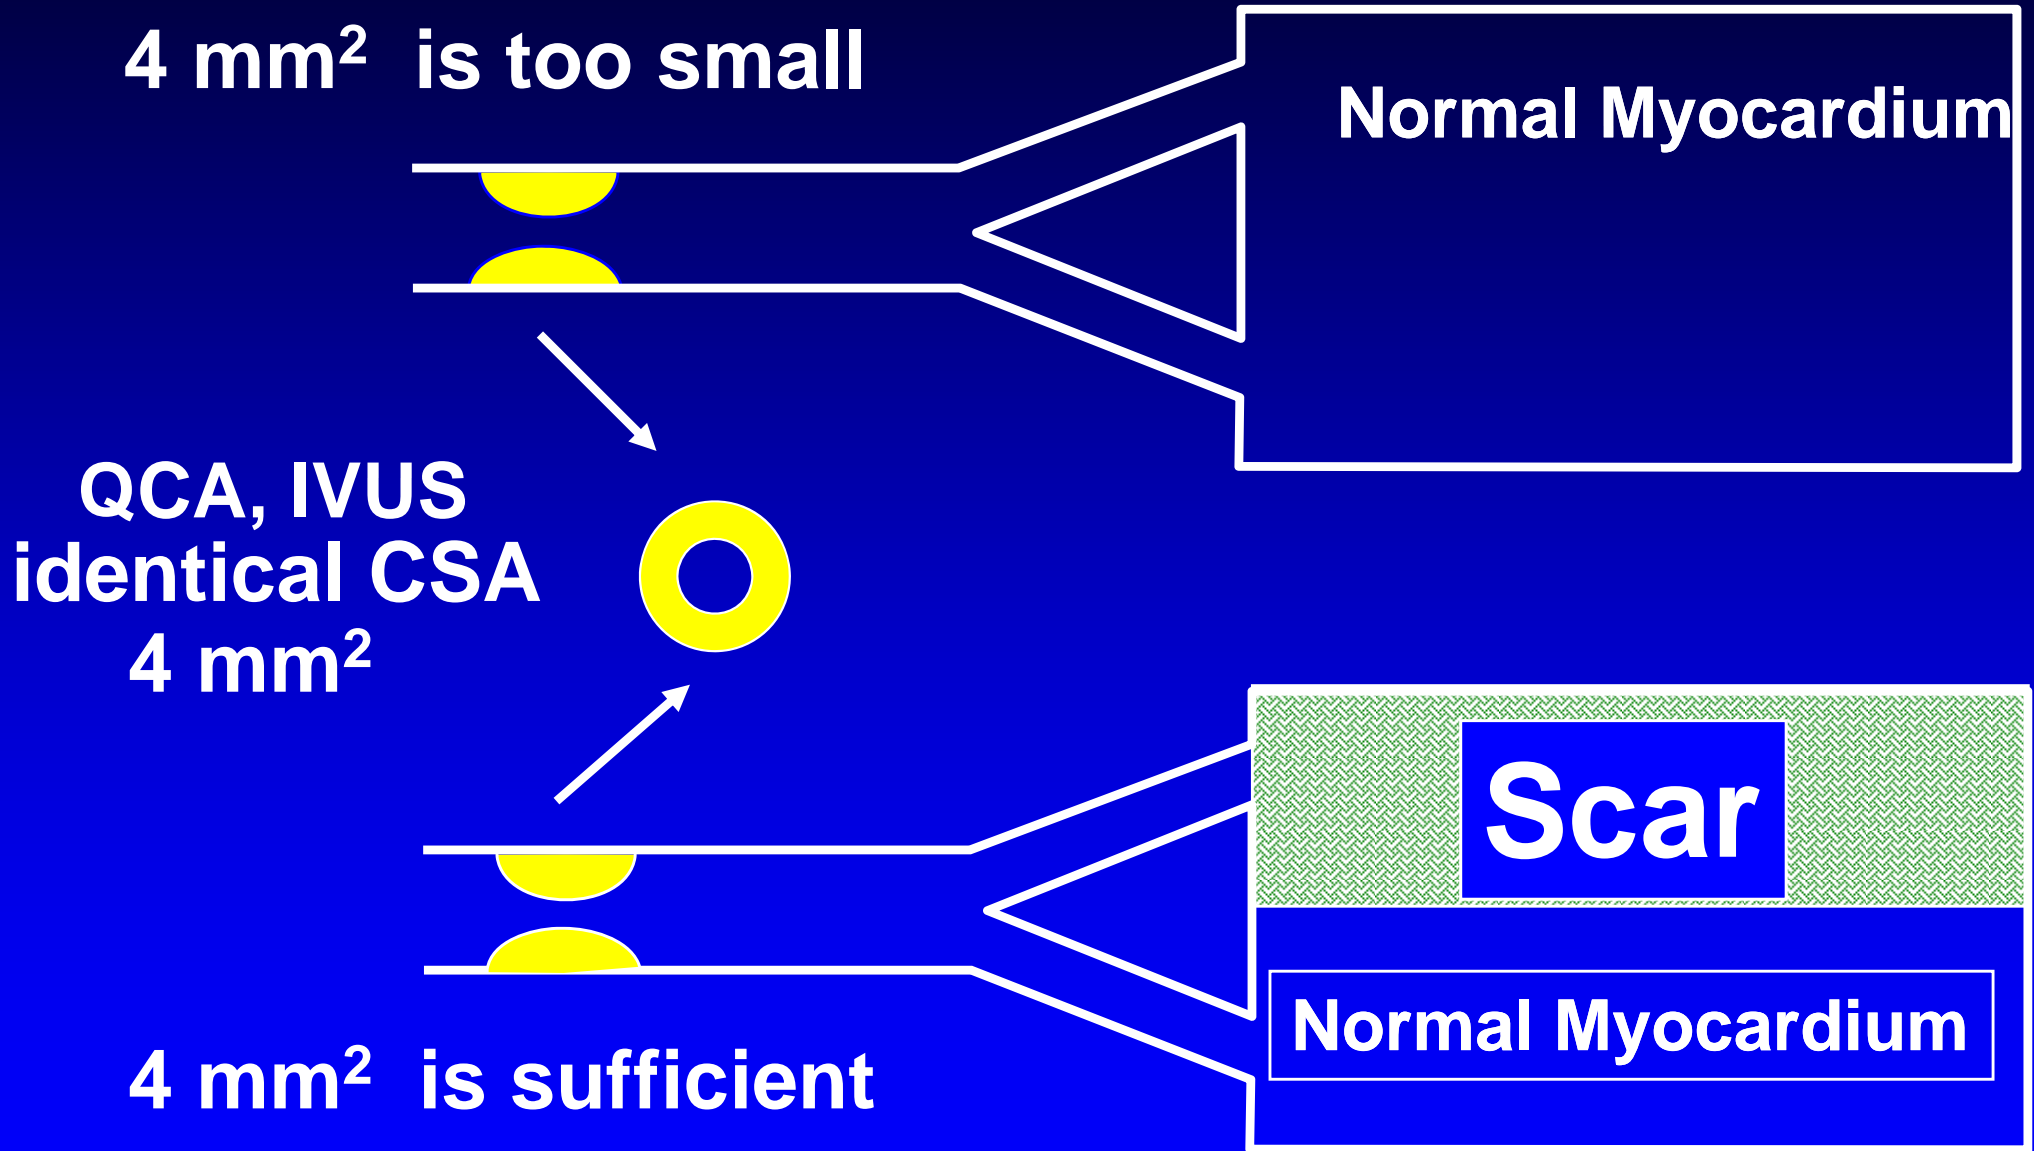 4 mm² is too small
Normal Myocardium
QCA, IVUS
identical CSA
4 mm²
Scar
Normal Myocardium
4 mm² is sufficient